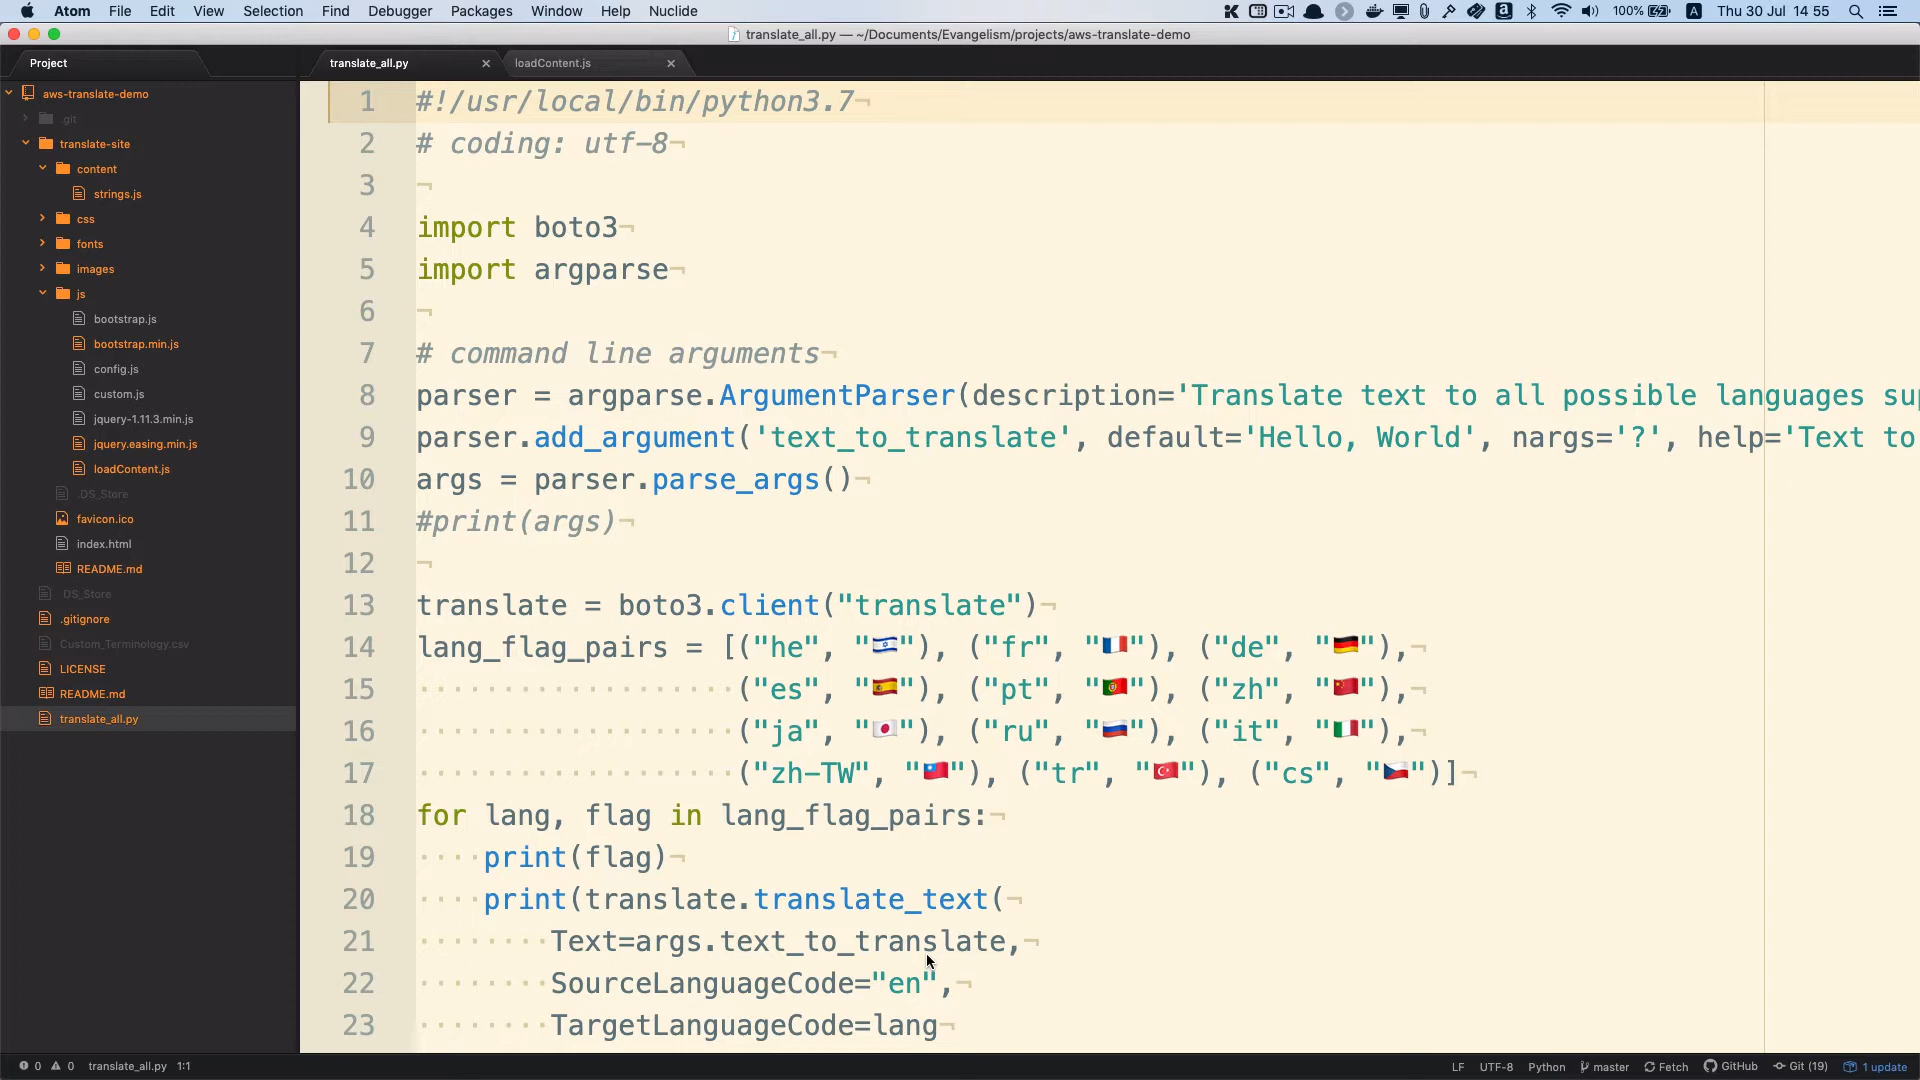 Atom File Edit View Selection Find Debugger Packages Window Help Nuclide 100% A Thu 30 Jul 14 55
translate_all.py — ~/Documents/Evangelism/projects/aws-translate-demo
Project
translate_all.py
loadContent.js
aws-translate-demo
.git
translate-site
content
strings.js
css
fonts
images
js
bootstrap.js
bootstrap.min.js
config.js
custom.js
jquery-1.11.3.min.js
jquery.easing.min.js
loadContent.js
.DS_Store
favicon.ico
index.html
README.md
.DS_Store
.gitignore
Custom_Terminology.csv
LICENSE
README.md
translate_all.py
1 #!/usr/local/bin/python3.7¬
2 # coding: utf-8¬
3 ¬
4 import boto3¬
5 import argparse¬
6 ¬
7 # command line arguments¬
8 parser = argparse.ArgumentParser(description='Translate text to all possible languages su
9 parser.add_argument('text_to_translate', default='Hello, World', nargs='?', help='Text to
10 args = parser.parse_args()¬
11 #print(args)¬
12 ¬
13 translate = boto3.client("translate")¬
14 lang_flag_pairs = [("he", "🇮🇱"), ("fr", "🇫🇷"), ("de", "🇩🇪"),¬
15 ("es", "🇪🇸"), ("pt", "🇵🇹"), ("zh", "🇨🇳"),¬
16 ("ja", "🇯🇵"), ("ru", "🇷🇺"), ("it", "🇮🇹"),¬
17 ("zh-TW", "🇹🇼"), ("tr", "🇹🇷"), ("cs", "🇨🇿")]¬
18 for lang, flag in lang_flag_pairs:¬
19 ····print(flag)¬
20 ····print(translate.translate_text(¬
21 ········Text=args.text_to_translate,¬
22 ········SourceLanguageCode="en",¬
23 ········TargetLanguageCode=lang¬
0 0 translate_all.py 1:1 LF UTF-8 Python master Fetch GitHub Git (19) 1 update